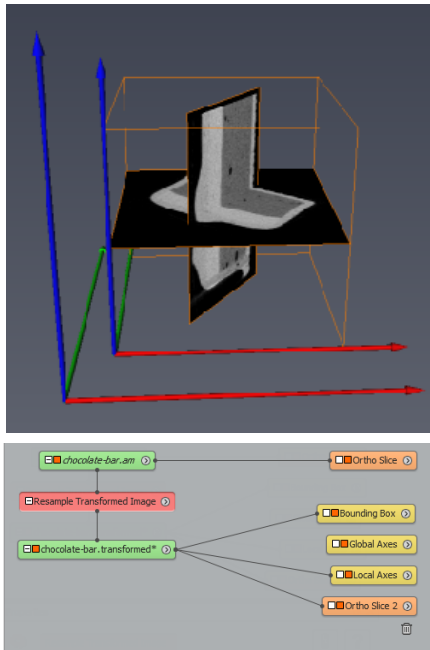 chocolate-bar.am
Ortho Slice
Resample Transformed Image
Bounding Box
chocolate-bar.transformed*
Global Axes
Local Axes
Ortho Slice 2